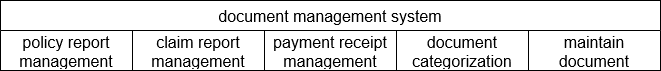 document management system
policy report
management
claim report
management
payment receipt
management
document
categorization
maintain
document